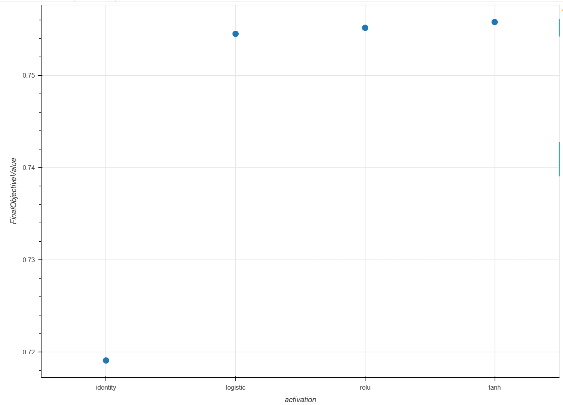 FinalObjectiveValue
0.75
0.74
0.73
0.72
identity
logistic
relu
tanh
activation